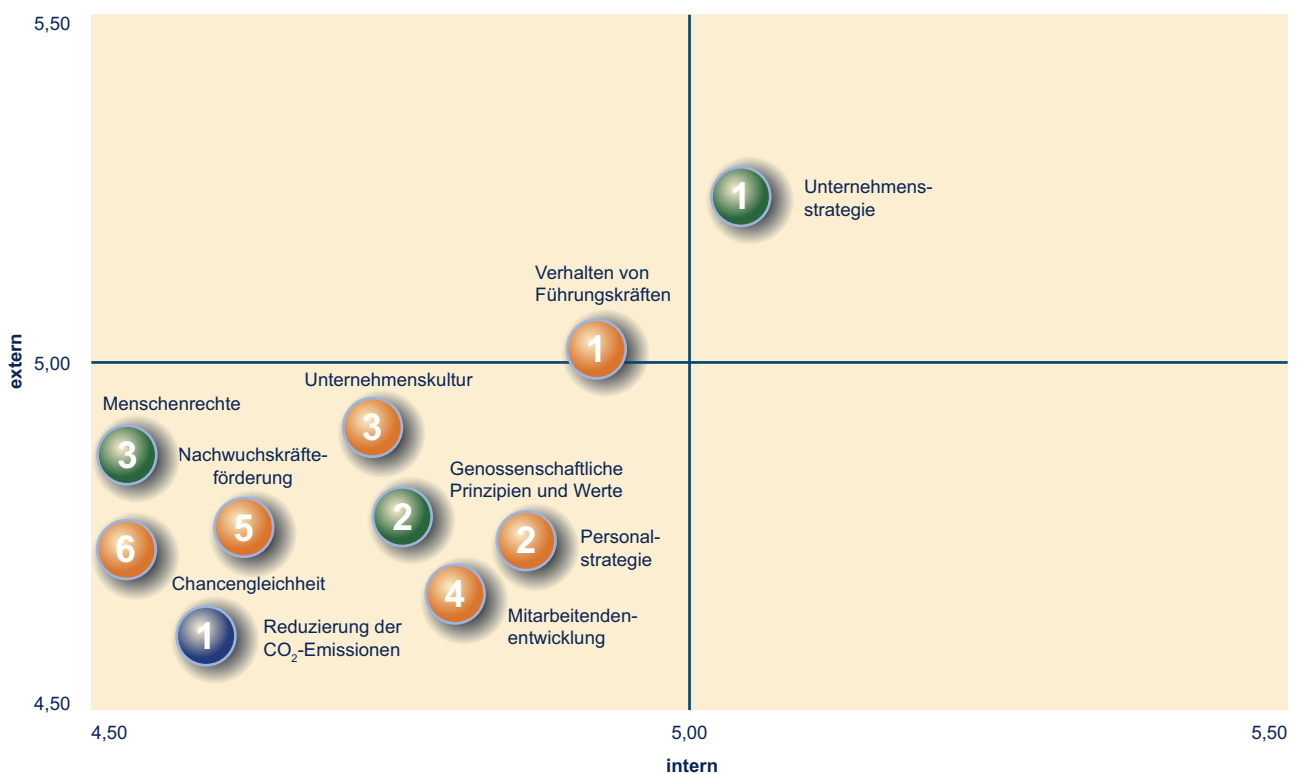 5,50
1
Unternehmens-
strategie
Verhalten von
Führungskräften
1
extern
5,00
Unternehmenskultur
Menschenrechte
3
3
Nachwuchskräfte-
förderung
Genossenschaftliche
Prinzipien und Werte
5
2
2
Personal-
strategie
6
Chancengleichheit
4
Mitarbeitenden-
entwicklung
1
Reduzierung der
CO₂-Emissionen
4,50
4,50
5,00
5,50
intern